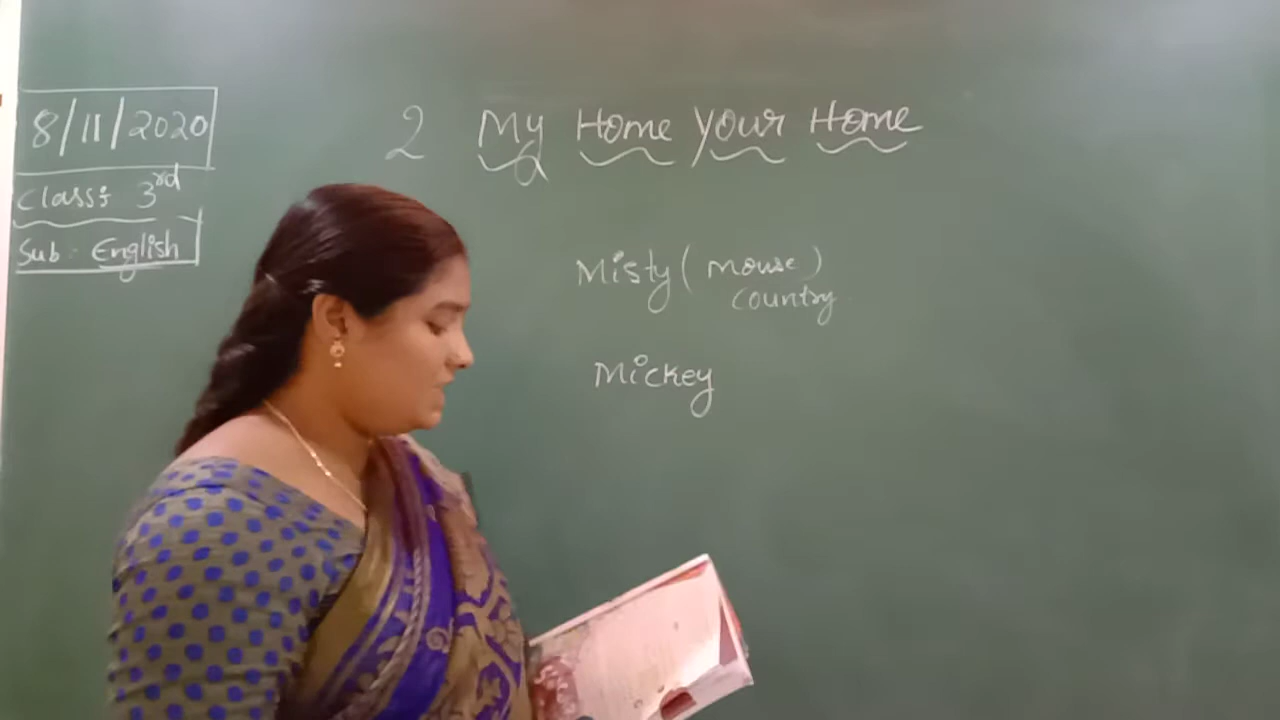 8/11/2020
Class: 3rd
Sub: English
2 My Home Your Home
Misty (Mouse)
Country
Mickey